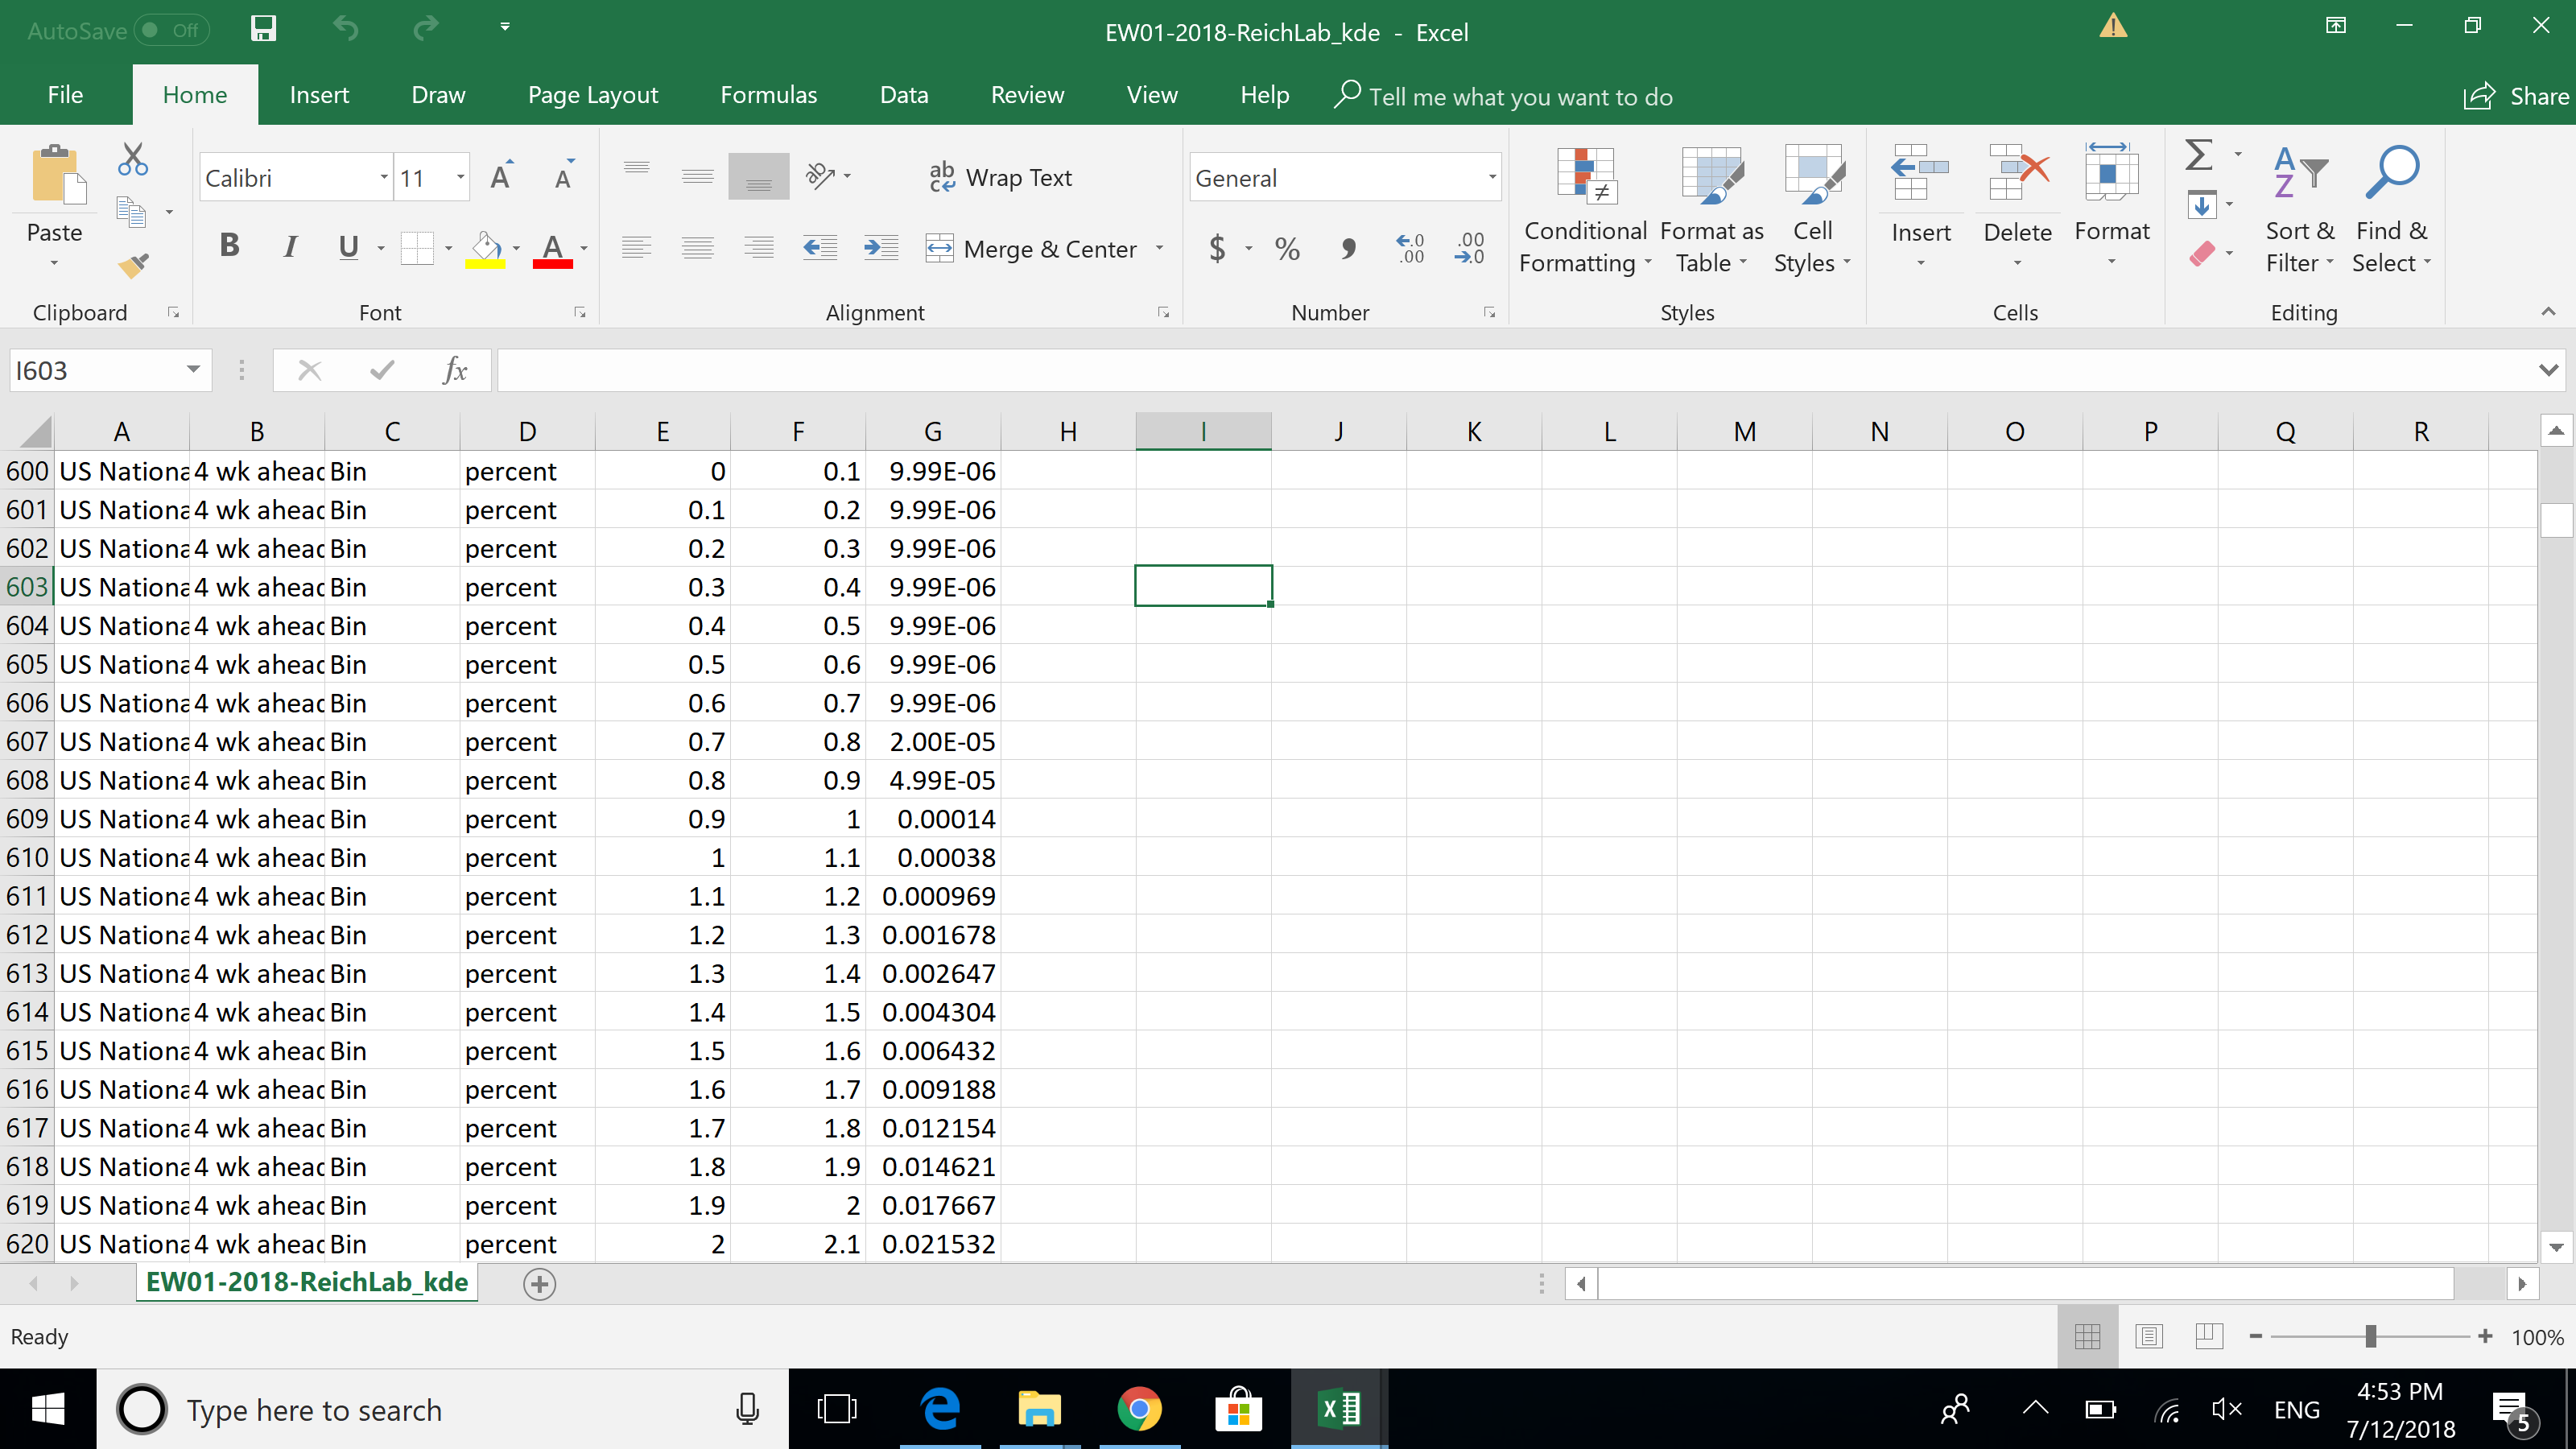 AutoSave Off EW01-2018-ReichLab_kde - Excel
File Home Insert Draw Page Layout Formulas Data Review View Help Tell me what you want to do Share
Calibri 11 Wrap Text General
Paste B I U A Merge & Center $ % Conditional Formatting Format as Table Cell Styles Insert Delete Format Sort & Filter Find & Select
Clipboard Font Alignment Number Styles Cells Editing
I603 fx
A B C D E F G H I J K L M N O P Q R
600 US Nationa 4 wk aheac Bin percent 0 0.1 9.99E-06
601 US Nationa 4 wk aheac Bin percent 0.1 0.2 9.99E-06
602 US Nationa 4 wk aheac Bin percent 0.2 0.3 9.99E-06
603 US Nationa 4 wk aheac Bin percent 0.3 0.4 9.99E-06
604 US Nationa 4 wk aheac Bin percent 0.4 0.5 9.99E-06
605 US Nationa 4 wk aheac Bin percent 0.5 0.6 9.99E-06
606 US Nationa 4 wk aheac Bin percent 0.6 0.7 9.99E-06
607 US Nationa 4 wk aheac Bin percent 0.7 0.8 2.00E-05
608 US Nationa 4 wk aheac Bin percent 0.8 0.9 4.99E-05
609 US Nationa 4 wk aheac Bin percent 0.9 1 0.00014
610 US Nationa 4 wk aheac Bin percent 1 1.1 0.00038
611 US Nationa 4 wk aheac Bin percent 1.1 1.2 0.000969
612 US Nationa 4 wk aheac Bin percent 1.2 1.3 0.001678
613 US Nationa 4 wk aheac Bin percent 1.3 1.4 0.002647
614 US Nationa 4 wk aheac Bin percent 1.4 1.5 0.004304
615 US Nationa 4 wk aheac Bin percent 1.5 1.6 0.006432
616 US Nationa 4 wk aheac Bin percent 1.6 1.7 0.009188
617 US Nationa 4 wk aheac Bin percent 1.7 1.8 0.012154
618 US Nationa 4 wk aheac Bin percent 1.8 1.9 0.014621
619 US Nationa 4 wk aheac Bin percent 1.9 2 0.017667
620 US Nationa 4 wk aheac Bin percent 2 2.1 0.021532
EW01-2018-ReichLab_kde
Ready 100%
Type here to search ENG 4:53 PM
7/12/2018 5